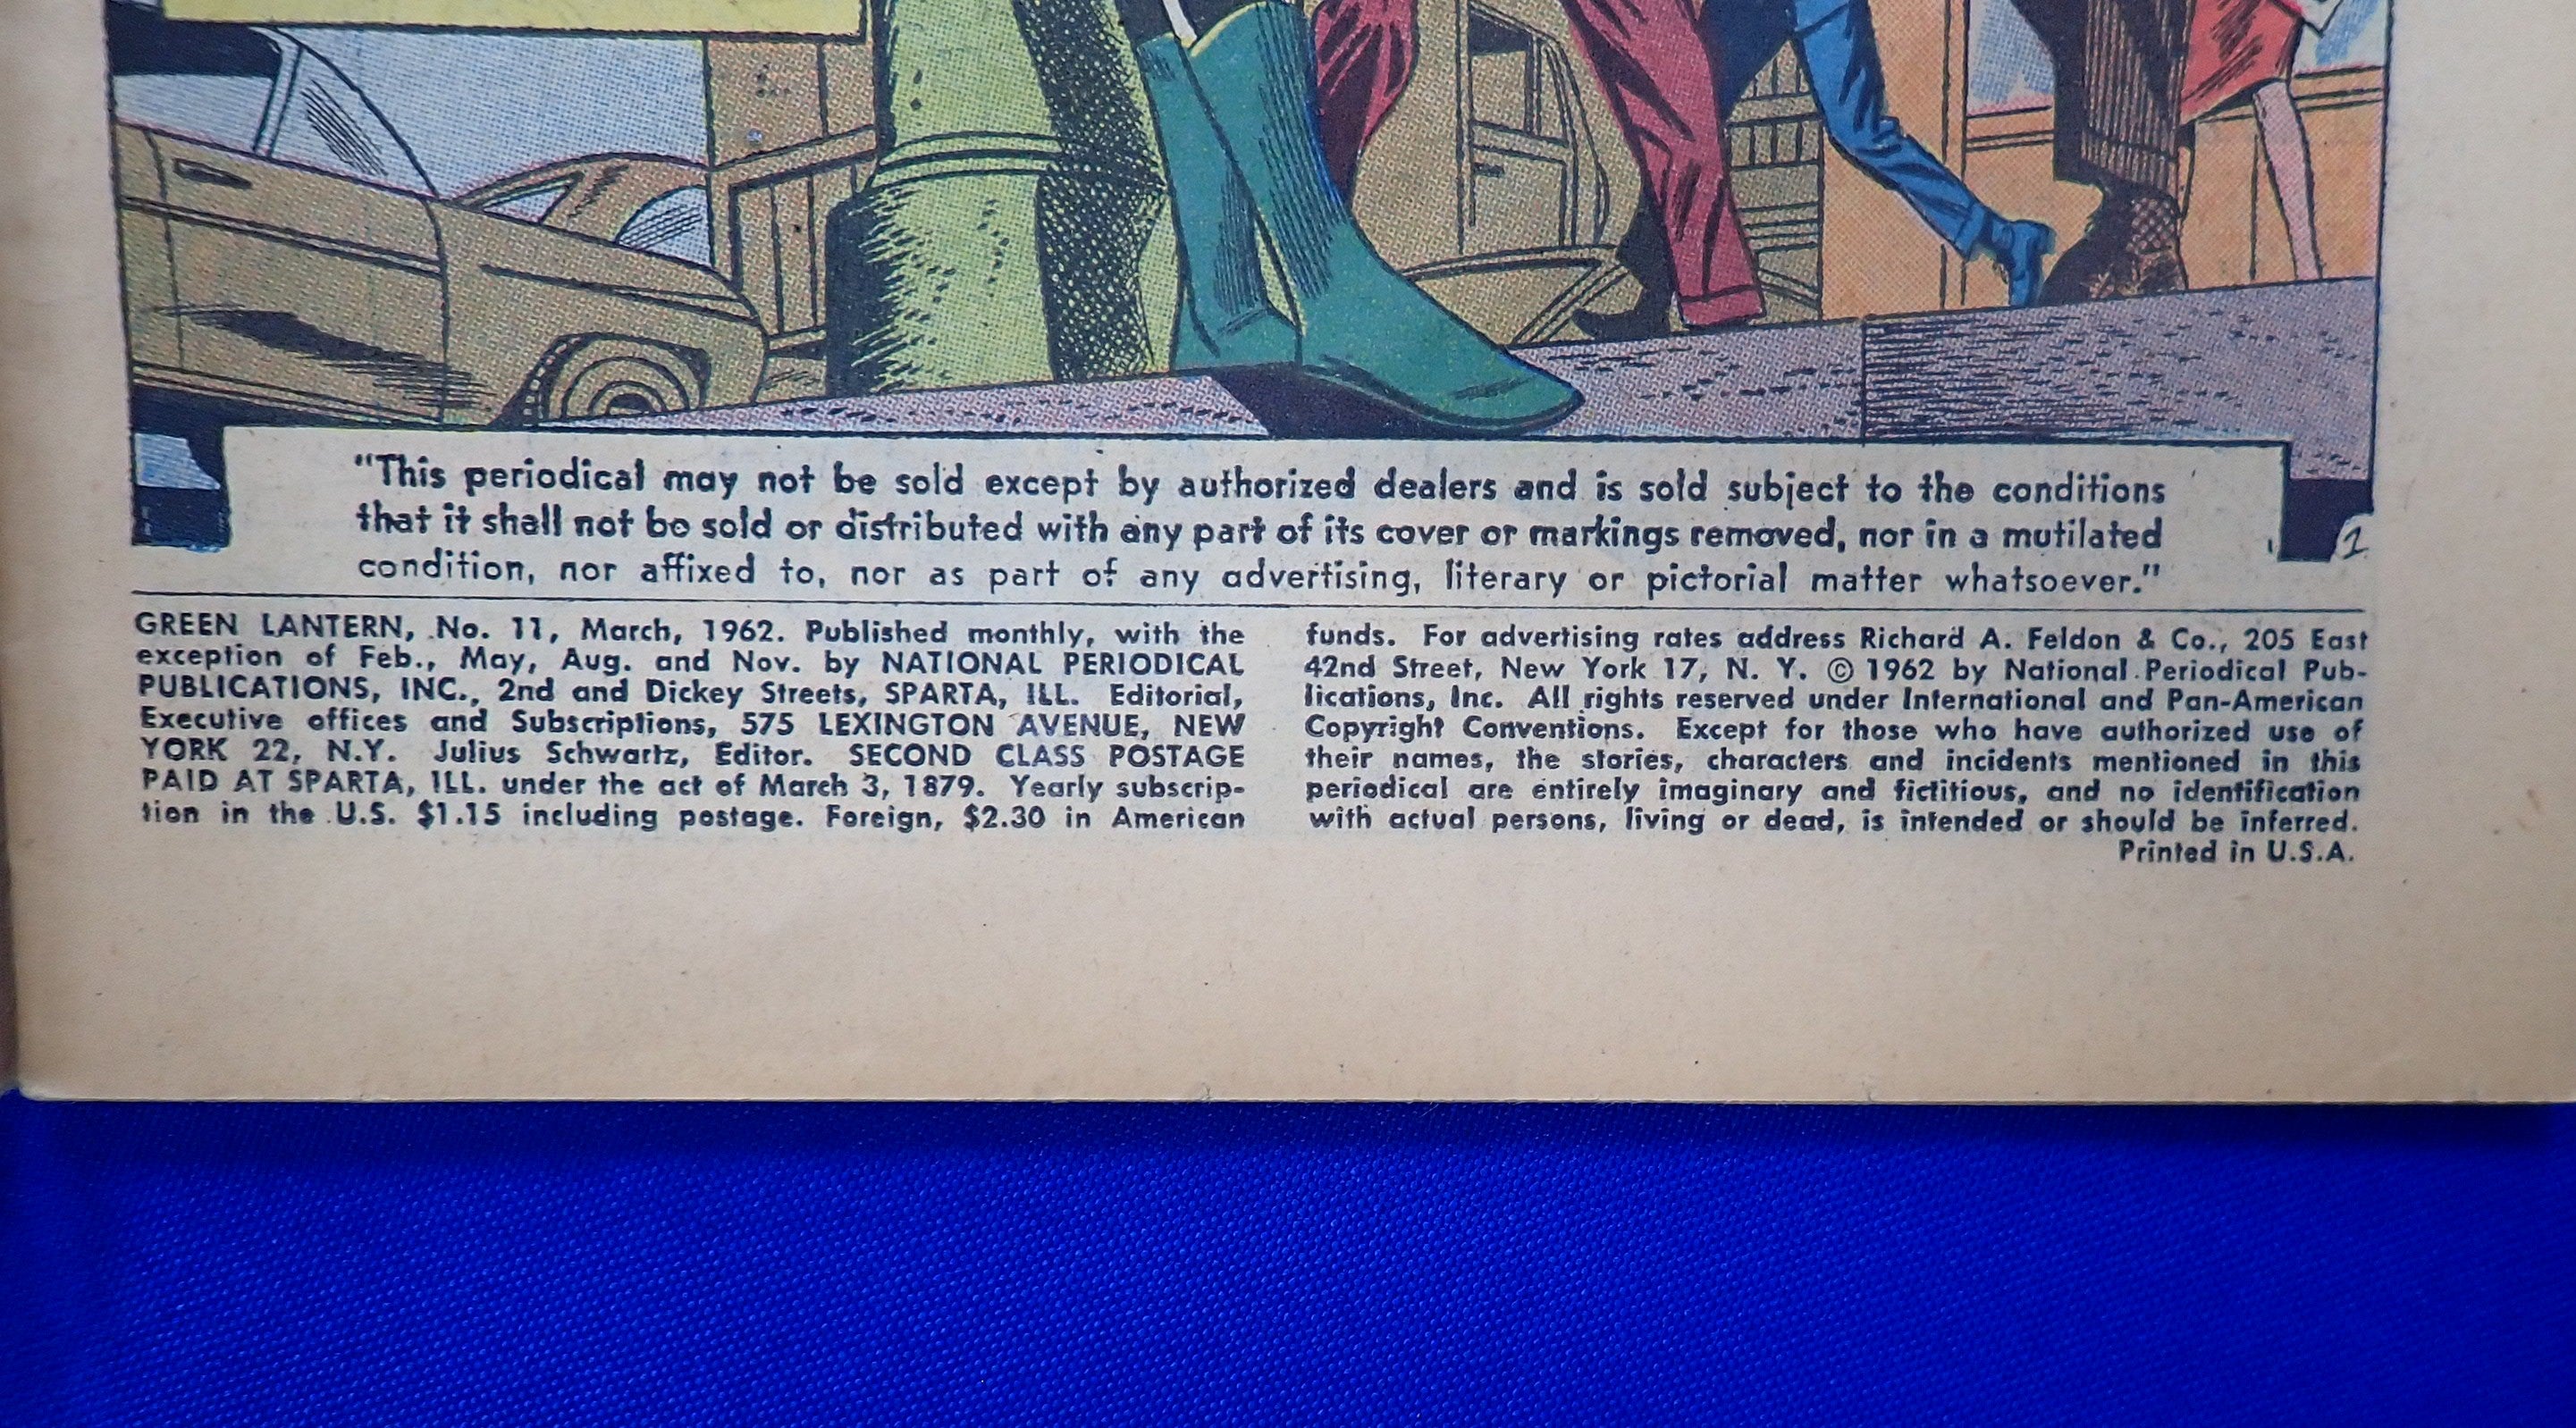 "This periodical may not be sold except by authorized dealers and is sold subject to the conditions
that it shall not be sold or distributed with any part of its cover or markings removed, nor in a mutilated
condition, nor affixed to, nor as part of any advertising, literary or pictorial matter whatsoever."
1
GREEN LANTERN, No. 11, March, 1962. Published monthly, with the
exception of Feb., May, Aug. and Nov. by NATIONAL PERIODICAL
PUBLICATIONS, INC., 2nd and Dickey Streets, SPARTA, ILL. Editorial,
Executive offices and Subscriptions, 575 LEXINGTON AVENUE, NEW
YORK 22, N.Y. Julius Schwartz, Editor. SECOND CLASS POSTAGE
PAID AT SPARTA, ILL. under the act of March 3, 1879. Yearly subscrip-
tion in the U.S. $1.15 including postage. Foreign, $2.30 in American
funds. For advertising rates address Richard A. Feldon & Co., 205 East
42nd Street, New York 17, N. Y. © 1962 by National Periodical Pub-
lications, Inc. All rights reserved under International and Pan-American
Copyright Conventions. Except for those who have authorized use of
their names, the stories, characters and incidents mentioned in this
periodical are entirely imaginary and fictitious, and no identification
with actual persons, living or dead, is intended or should be inferred.
Printed in U.S.A.